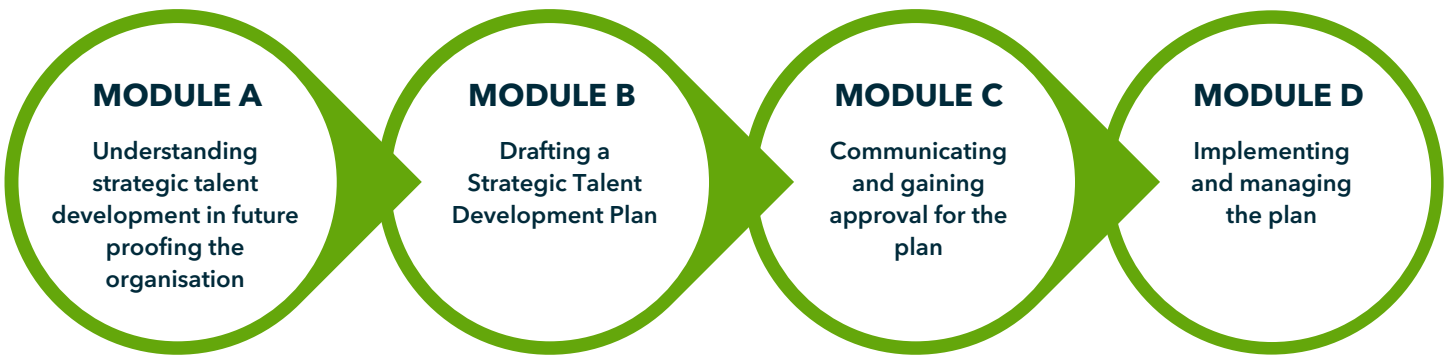 MODULE A
Understanding
strategic talent
development in future
proofing the
organisation
MODULE B
Drafting a
Strategic Talent
Development Plan
MODULE C
Communicating
and gaining
approval for the
plan
MODULE D
Implementing
and managing
the plan